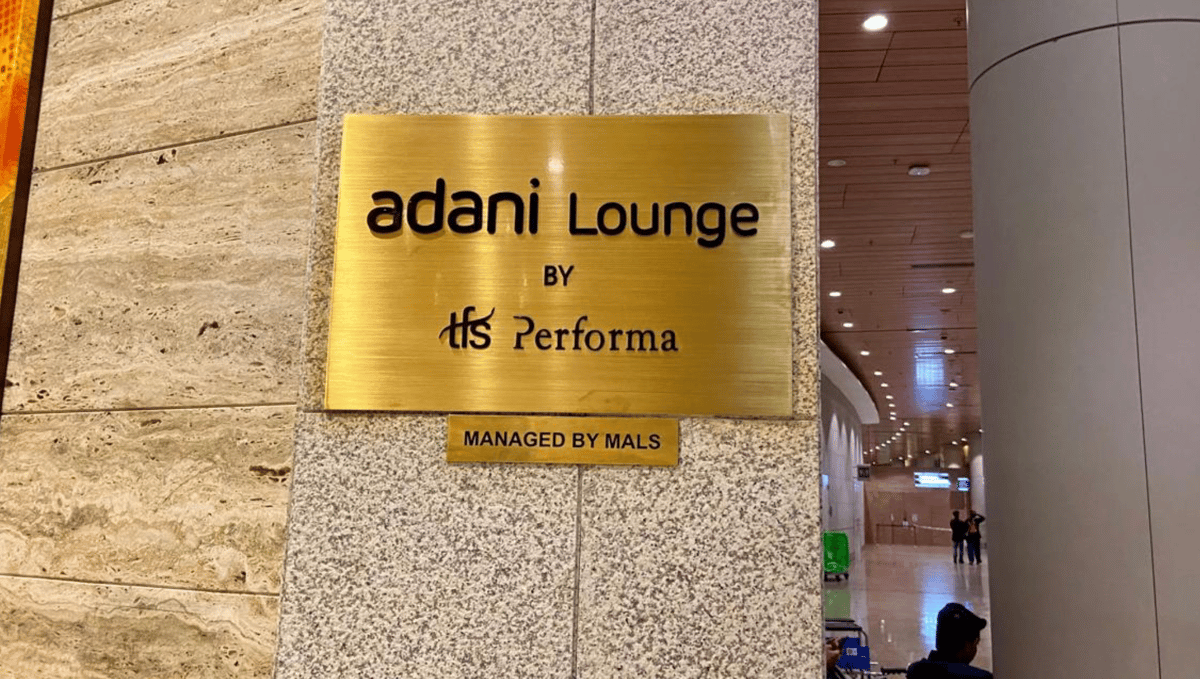 adani Lounge
BY
tfs Performa
MANAGED BY MALS